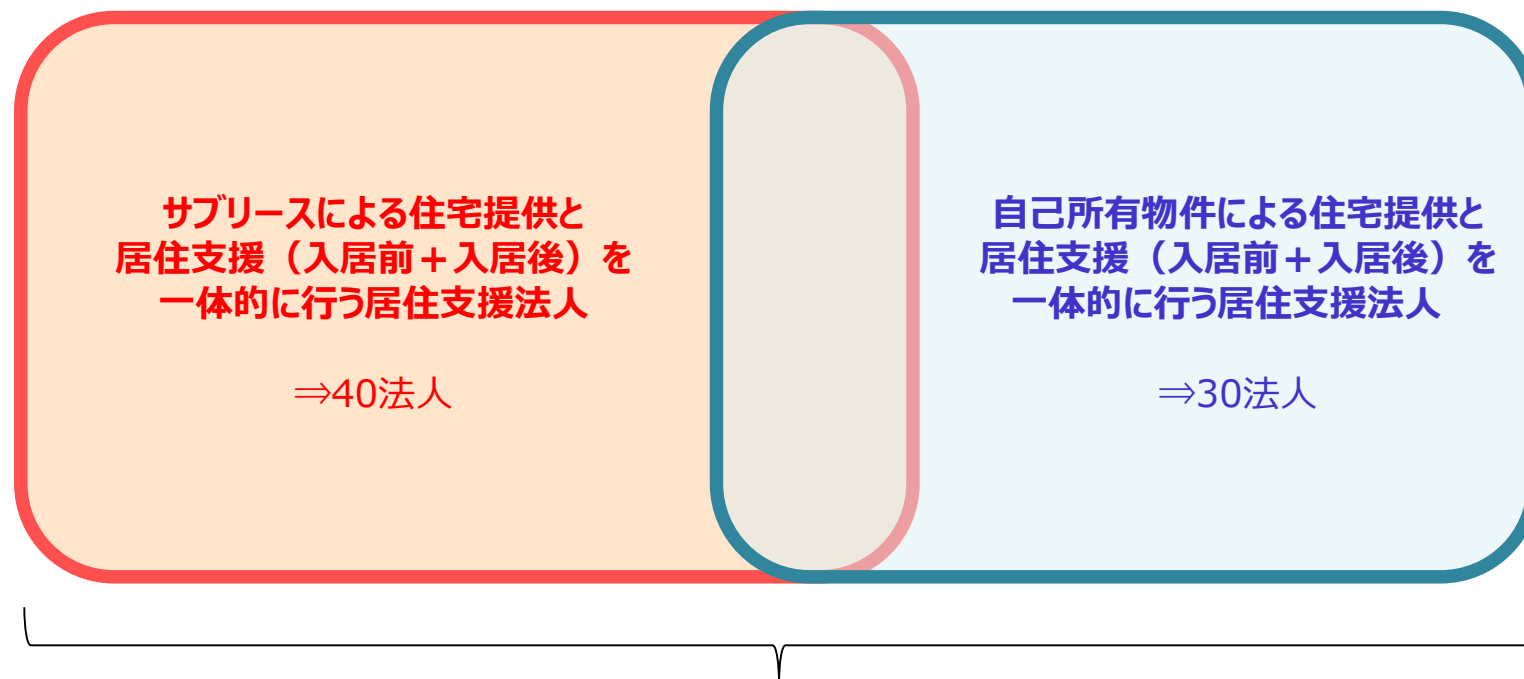 サブリースによる住宅提供と
居住支援（入居前＋入居後）を
一体的に行う居住支援法人
⇒40法人
自己所有物件による住宅提供と
居住支援（入居前＋入居後）を
一体的に行う居住支援法人
⇒30法人